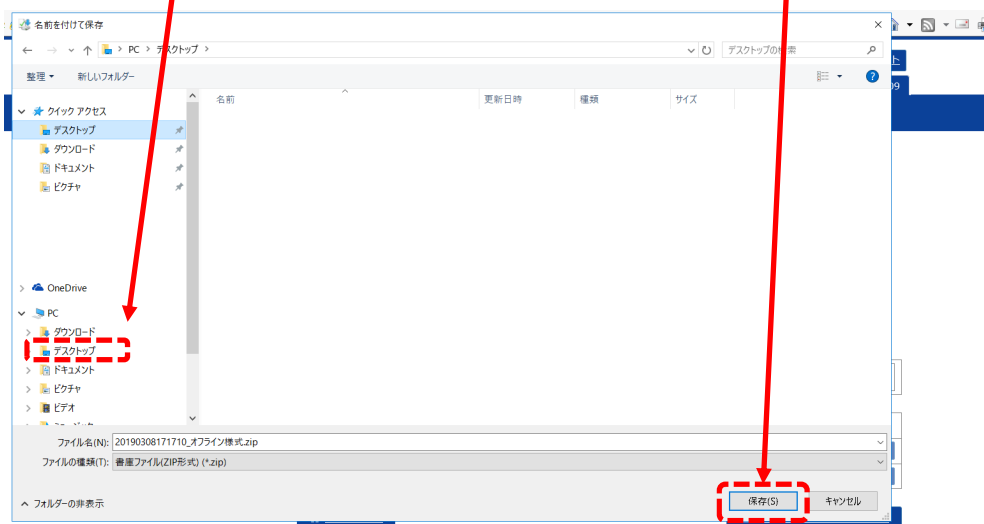 名前を付けて保存
PC > デスクトップ >
デスクトップの検索
整理
新しいフォルダー
ト
09
名前
更新日時
種類
サイズ
クイック アクセス
デスクトップ
ダウンロード
ドキュメント
ピクチャ
OneDrive
PC
ダウンロード
デスクトップ
ドキュメント
ピクチャ
ビデオ
ファイル名(N): 20190308171710_オフライン様式.zip
ファイルの種類(T): 書庫ファイル(ZIP形式) (*.zip)
フォルダーの非表示
保存(S)
キャンセル